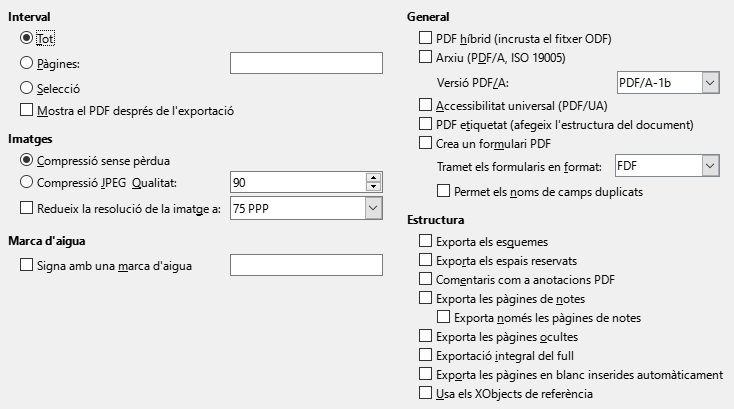 Interval
Tot
Pàgines:
Selecció
Mostra el PDF després de l'exportació
Imatges
Compressió sense pèrdua
Compressió JPEG Qualitat:
90
Redueix la resolució de la imatge a:
75 PPP
Marca d'aigua
Signa amb una marca d'aigua
General
PDF híbrid (incrusta el fitxer ODF)
Arxiu (PDF/A, ISO 19005)
Versió PDF/A:
PDF/A-1b
Accessibilitat universal (PDF/UA)
PDF etiquetat (afegeix l'estructura del document)
Crea un formulari PDF
Tramet els formularis en format:
FDF
Permet els noms de camps duplicats
Estructura
Exporta els esquemes
Exporta els espais reservats
Comentaris com a anotacions PDF
Exporta les pàgines de notes
Exporta només les pàgines de notes
Exporta les pàgines ocultes
Exportació integral del full
Exporta les pàgines en blanc inserides automàticament
Usa els XObjects de referència